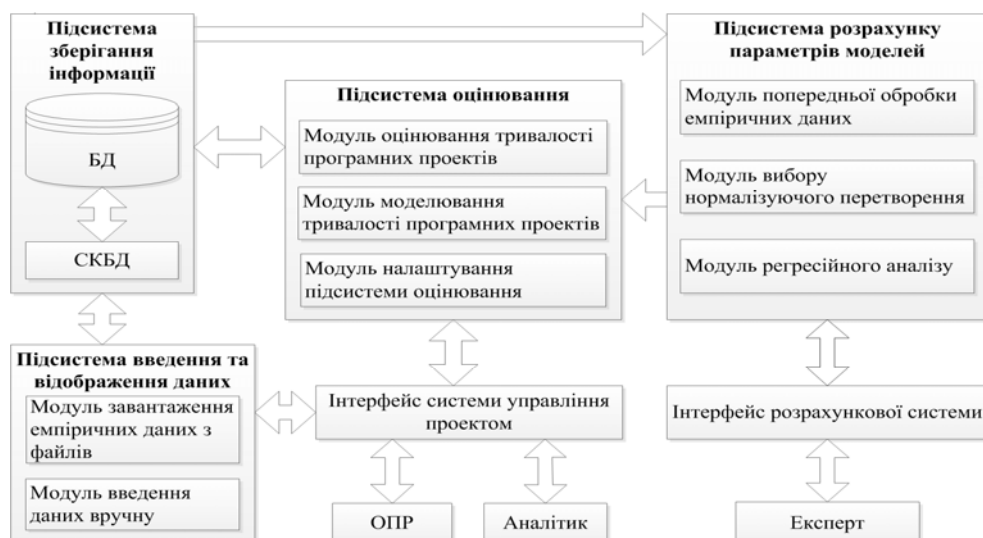 Підсистема
зберігання
інформації
БД
СКБД
Підсистема оцінювання
Модуль оцінювання тривалості
програмних проектів
Модуль моделювання
тривалості програмних проектів
Модуль налаштування
підсистеми оцінювання
Підсистема розрахунку
параметрів моделей
Модуль попередньої обробки
емпіричних даних
Модуль вибору
нормалізуючого перетворення
Модуль регресійного аналізу
Підсистема введення та
відображення даних
Модуль завантаження
емпіричних даних з
файлів
Модуль введення
даних вручну
Інтерфейс системи управління
проектом
Інтерфейс розрахункової системи
ОПР
Аналітик
Експерт